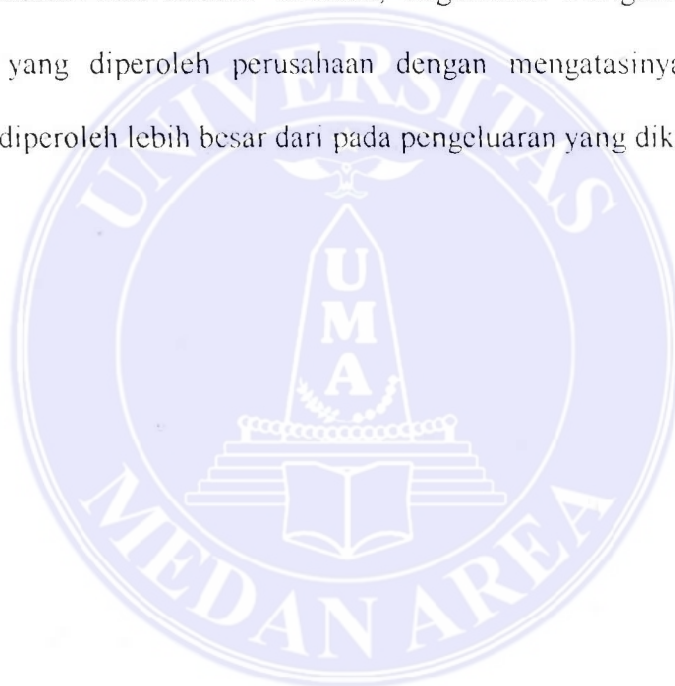 yang diperoleh perusahaan dengan mengatasinya
diperoleh lebih besar dari pada pengeluaran yang dik
UNIVERSITAS
UMA
MEDAN AREA